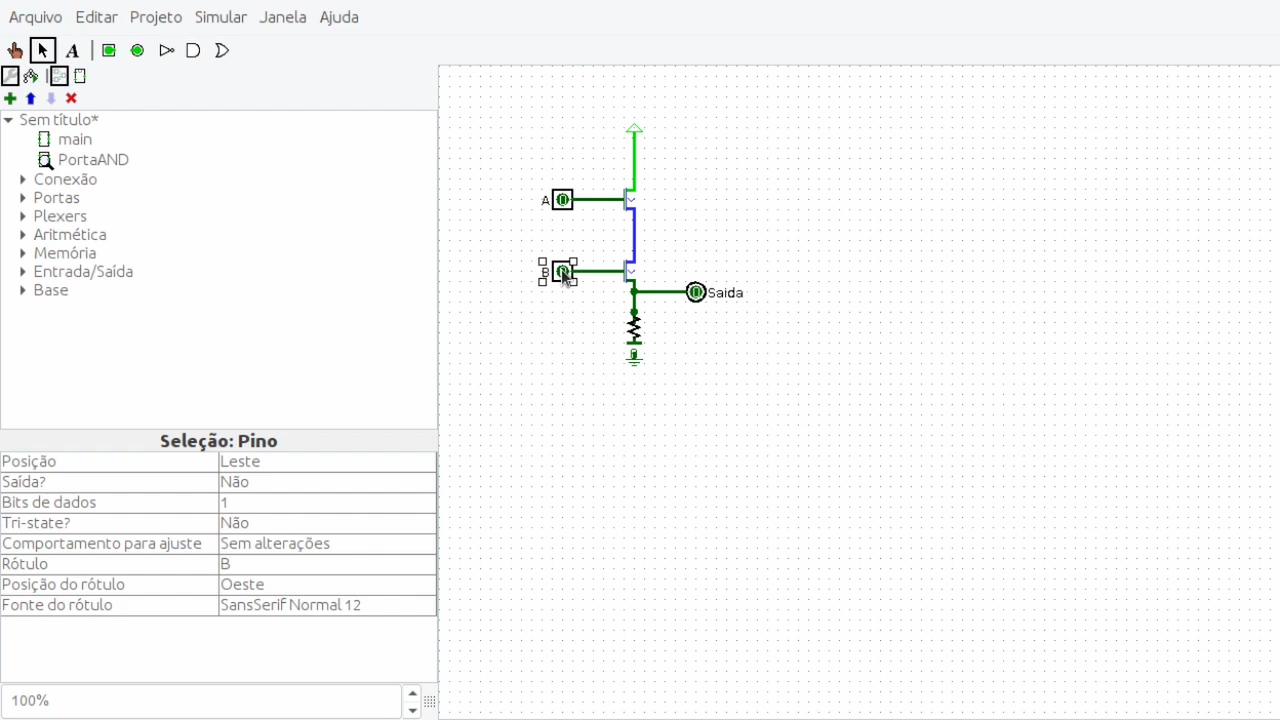 Arquivo Editar Projeto Simular Janela Ajuda
A
Sem título*
main
PortaAND
Conexão
Portas
Plexers
Aritmética
Memória
Entrada/Saída
Base
A
B
Saida
Seleção: Pino
Posição Leste
Saída? Não
Bits de dados 1
Tri-state? Não
Comportamento para ajuste Sem alterações
Rótulo B
Posição do rótulo Oeste
Fonte do rótulo SansSerif Normal 12
100%